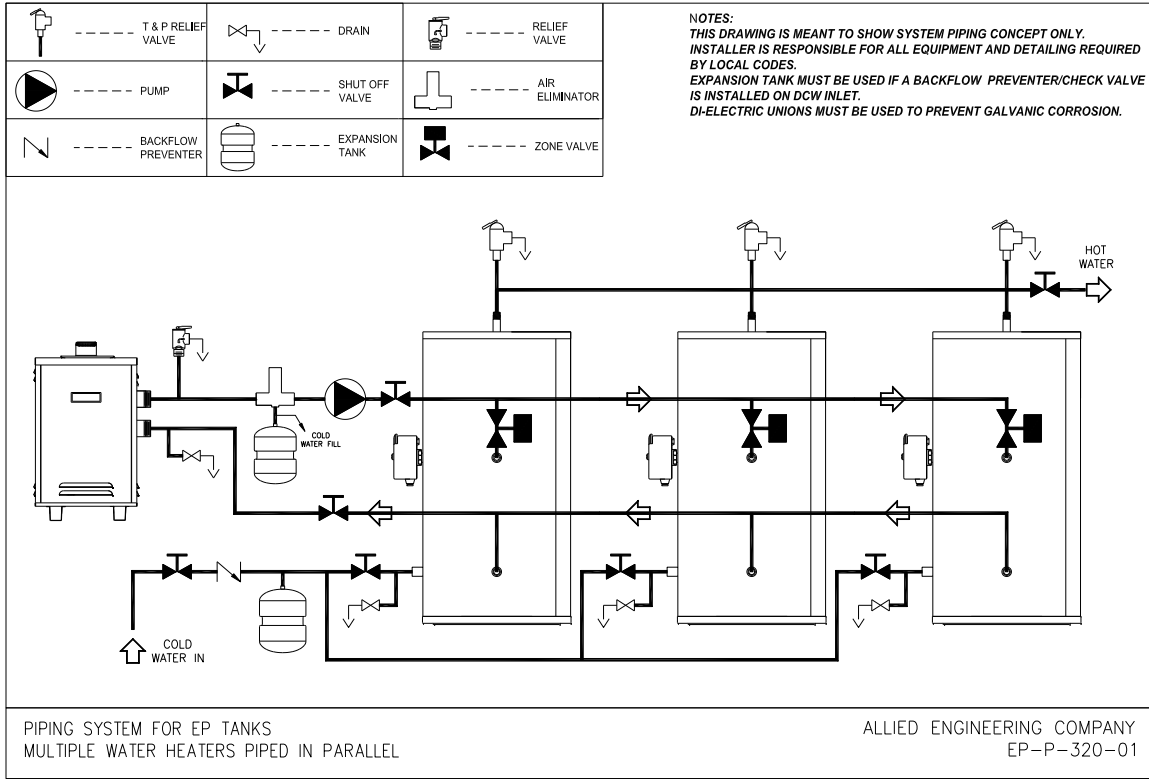 T & P RELIEF
VALVE
DRAIN
RELIEF
VALVE
PUMP
SHUT OFF
VALVE
AIR
ELIMINATOR
BACKFLOW
PREVENTER
EXPANSION
TANK
ZONE VALVE
NOTES:
THIS DRAWING IS MEANT TO SHOW SYSTEM PIPING CONCEPT ONLY.
INSTALLER IS RESPONSIBLE FOR ALL EQUIPMENT AND DETAILING REQUIRED
BY LOCAL CODES.
EXPANSION TANK MUST BE USED IF A BACKFLOW PREVENTER/CHECK VALVE
IS INSTALLED ON DCW INLET.
DI-ELECTRIC UNIONS MUST BE USED TO PREVENT GALVANIC CORROSION.
HOT
WATER
COLD
WATER FILL
COLD
WATER IN
PIPING SYSTEM FOR EP TANKS
MULTIPLE WATER HEATERS PIPED IN PARALLEL
ALLIED ENGINEERING COMPANY
EP-P-320-01